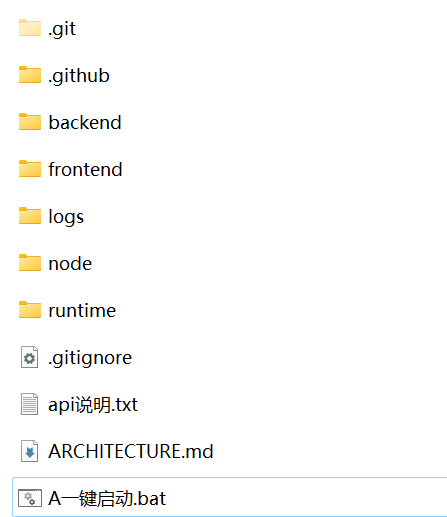 .git
.github
backend
frontend
logs
node
runtime
.gitignore
api说明.txt
ARCHITECTURE.md
A一键启动.bat